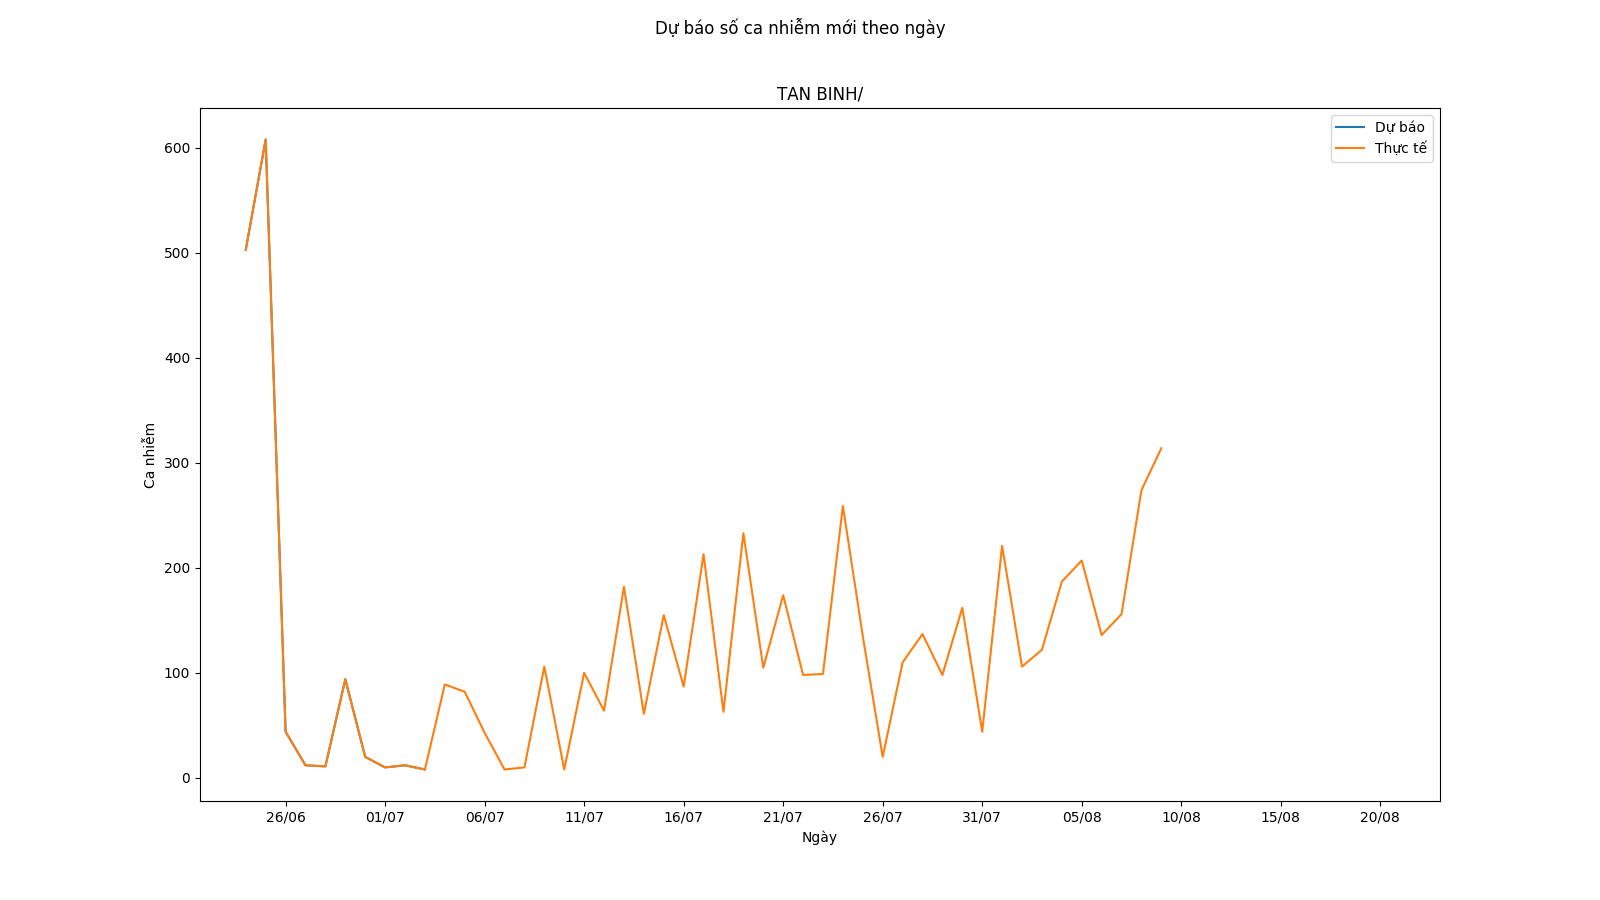 Dự báo số ca nhiễm mới theo ngày
TAN BINH/
Dự báo
Thực tế
600
500
400
300
200
100
0
Ca nhiễm
26/06 01/07 06/07 11/07 16/07 21/07 26/07 31/07 05/08 10/08 15/08 20/08
Ngày